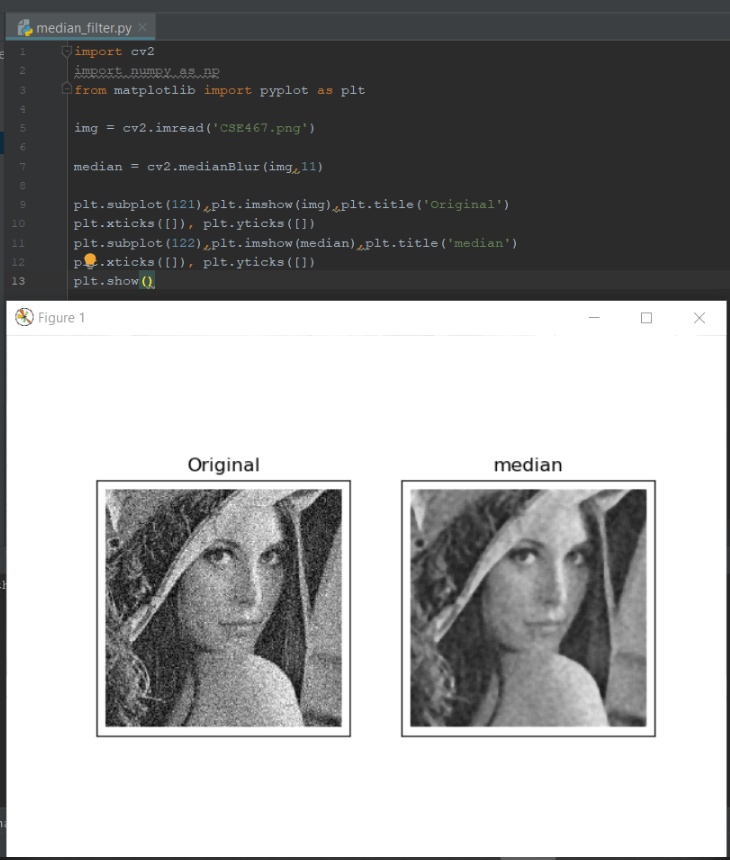 median_filter.py
1 import cv2
2 import numpy as np
3 from matplotlib import pyplot as plt
4
5 img = cv2.imread('CSE467.png')
6
7 median = cv2.medianBlur(img,11)
8
9 plt.subplot(121),plt.imshow(img),plt.title('Original')
10 plt.xticks([]), plt.yticks([])
11 plt.subplot(122),plt.imshow(median),plt.title('median')
12 plt.xticks([]), plt.yticks([])
13 plt.show()
Figure 1
Original median